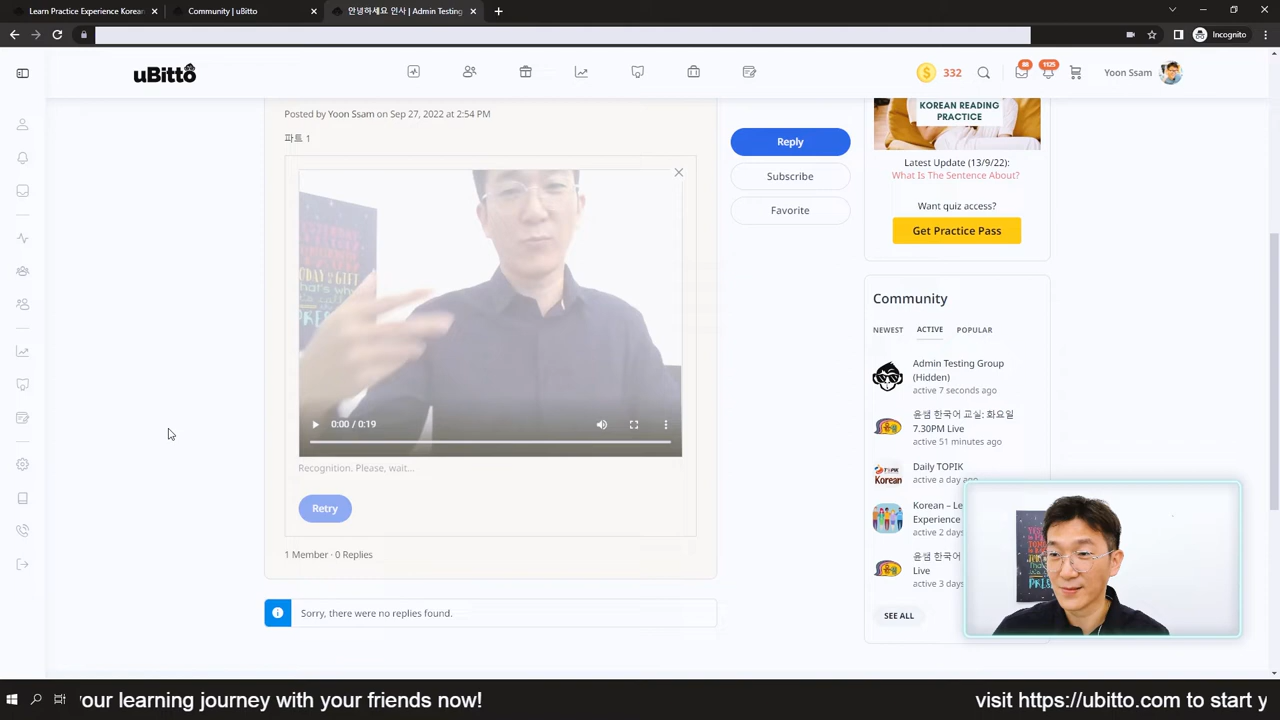 Learn Practice Experience Korean
Community | uBitto
안녕하세요 인사 | Admin Testing
Incognito
uBitto
332
88
1125
Yoon Ssam
Posted by Yoon Ssam on Sep 27, 2022 at 2:54 PM
파트 1
0:00 / 0:19
Recognition. Please, wait...
Retry
1 Member · 0 Replies
Sorry, there were no replies found.
Reply
Subscribe
Favorite
KOREAN READING
PRACTICE
Latest Update (13/9/22):
What Is The Sentence About?
Want quiz access?
Get Practice Pass
Community
NEWEST
ACTIVE
POPULAR
Admin Testing Group
(Hidden)
active 7 seconds ago
윤쌤 한국어 교실: 화요일
7.30PM Live
active 51 minutes ago
Daily TOPIK
active a day ago
Korean – Le
Experience
active 2 days
윤쌤 한국어
Live
active 3 days
SEE ALL
your learning journey with your friends now!
visit https://ubitto.com to start y